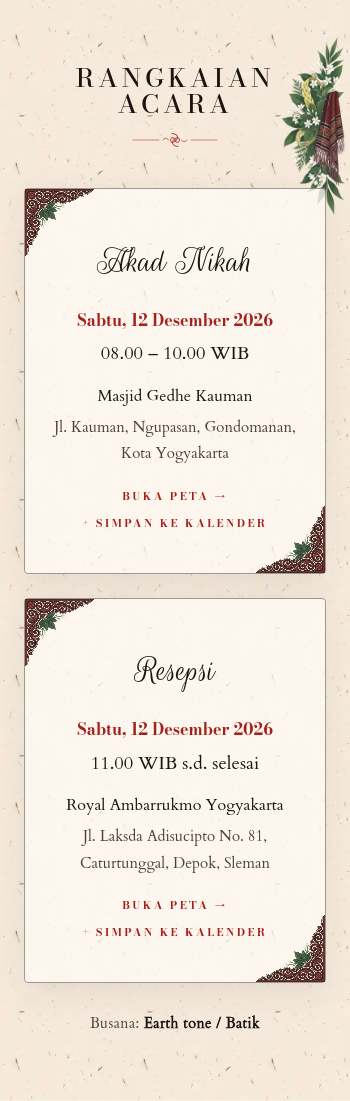 RANGKAIAN
ACARA
Akad Nikah
Sabtu, 12 Desember 2026
08.00 – 10.00 WIB
Masjid Gedhe Kauman
Jl. Kauman, Ngupasan, Gondomanan,
Kota Yogyakarta
BUKA PETA →
+ SIMPAN KE KALENDER
Resepsi
Sabtu, 12 Desember 2026
11.00 WIB s.d. selesai
Royal Ambarrukmo Yogyakarta
Jl. Laksda Adisucipto No. 81,
Caturtunggal, Depok, Sleman
BUKA PETA →
+ SIMPAN KE KALENDER
Busana: Earth tone / Batik